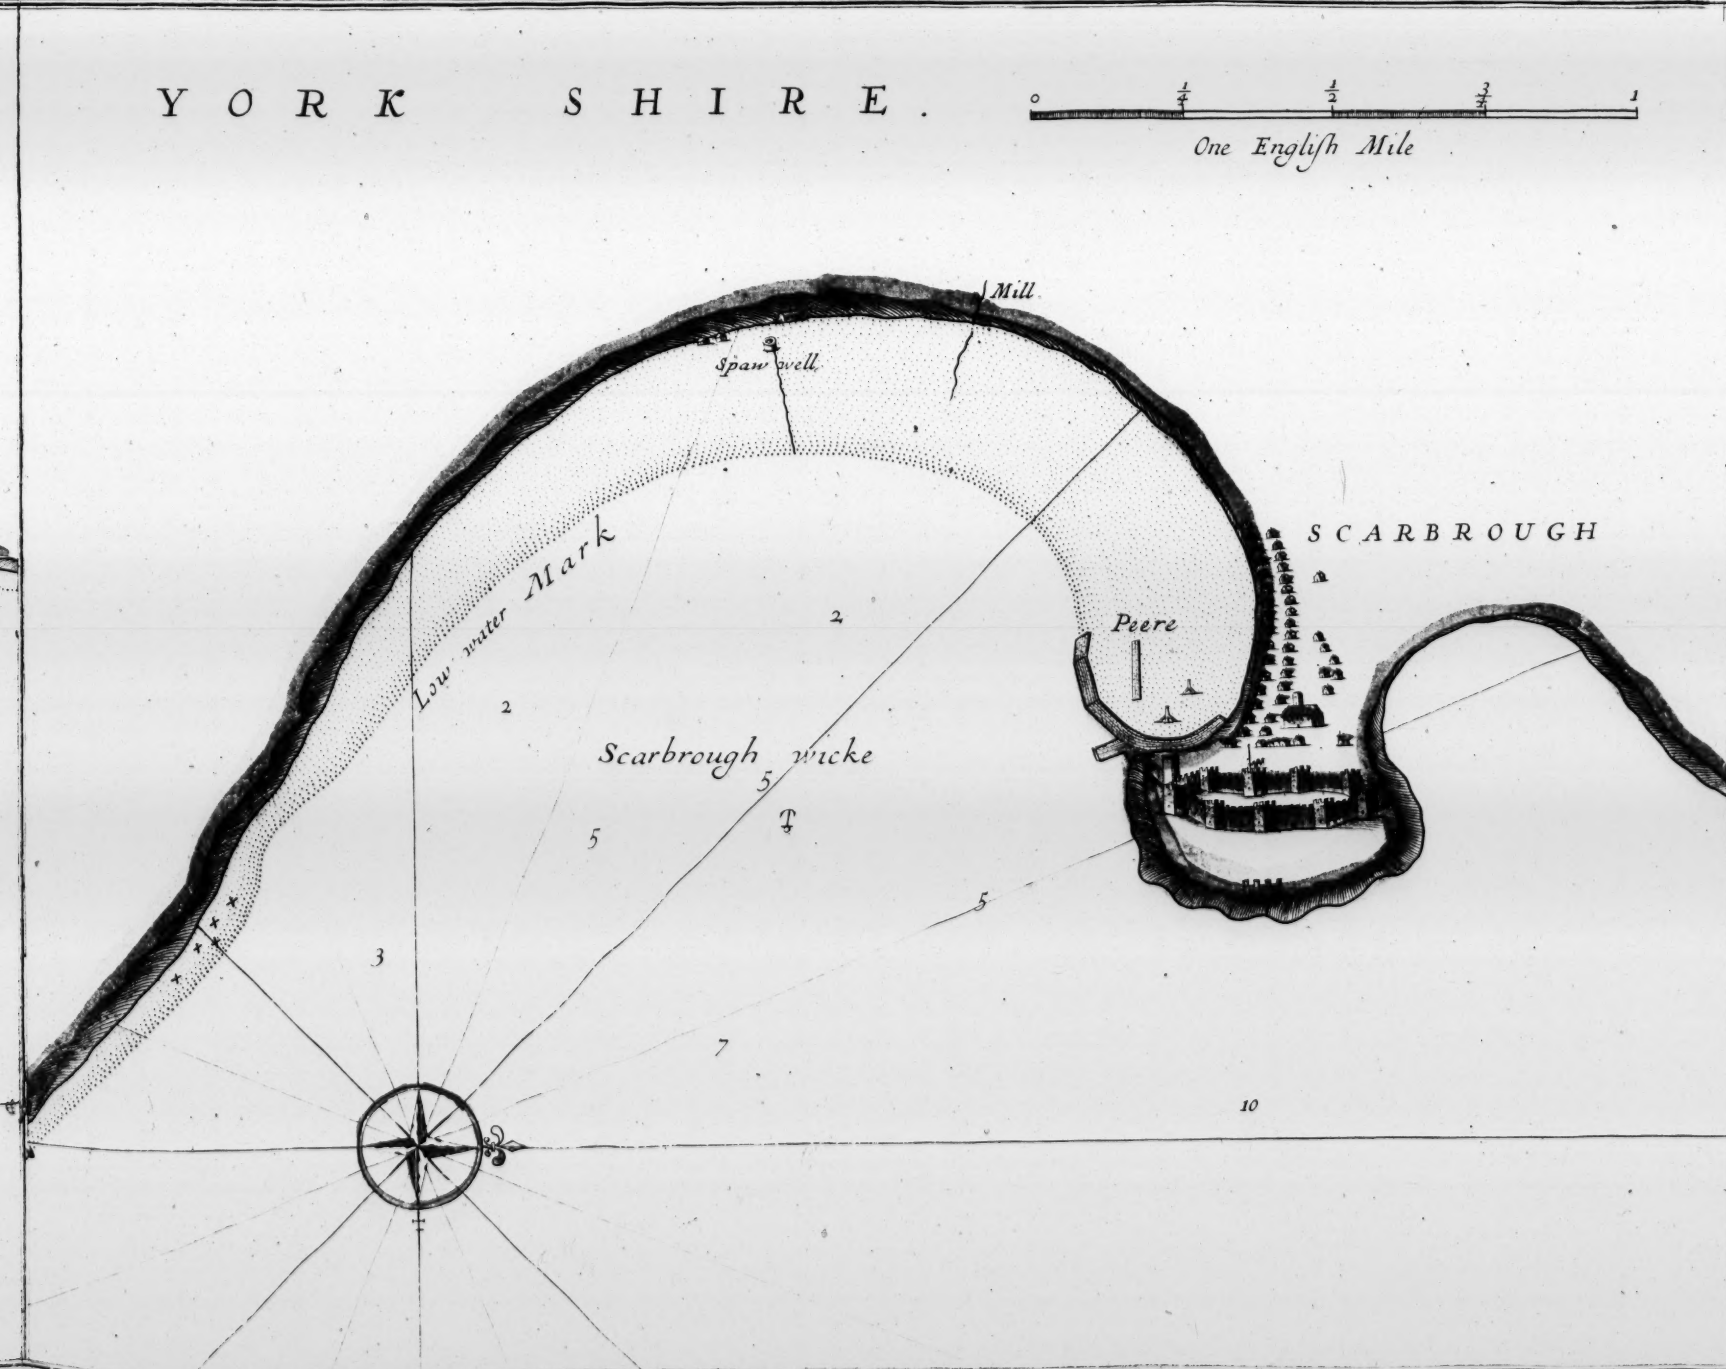 YORK SHIRE.
0 1/4 1/2 3/4 1
One Engliſh Mile
Mill
Spaw well
SCARBROUGH
Low water Mark
Peere
2
2
Scarbrough wicke
5
5
5
3
7
10